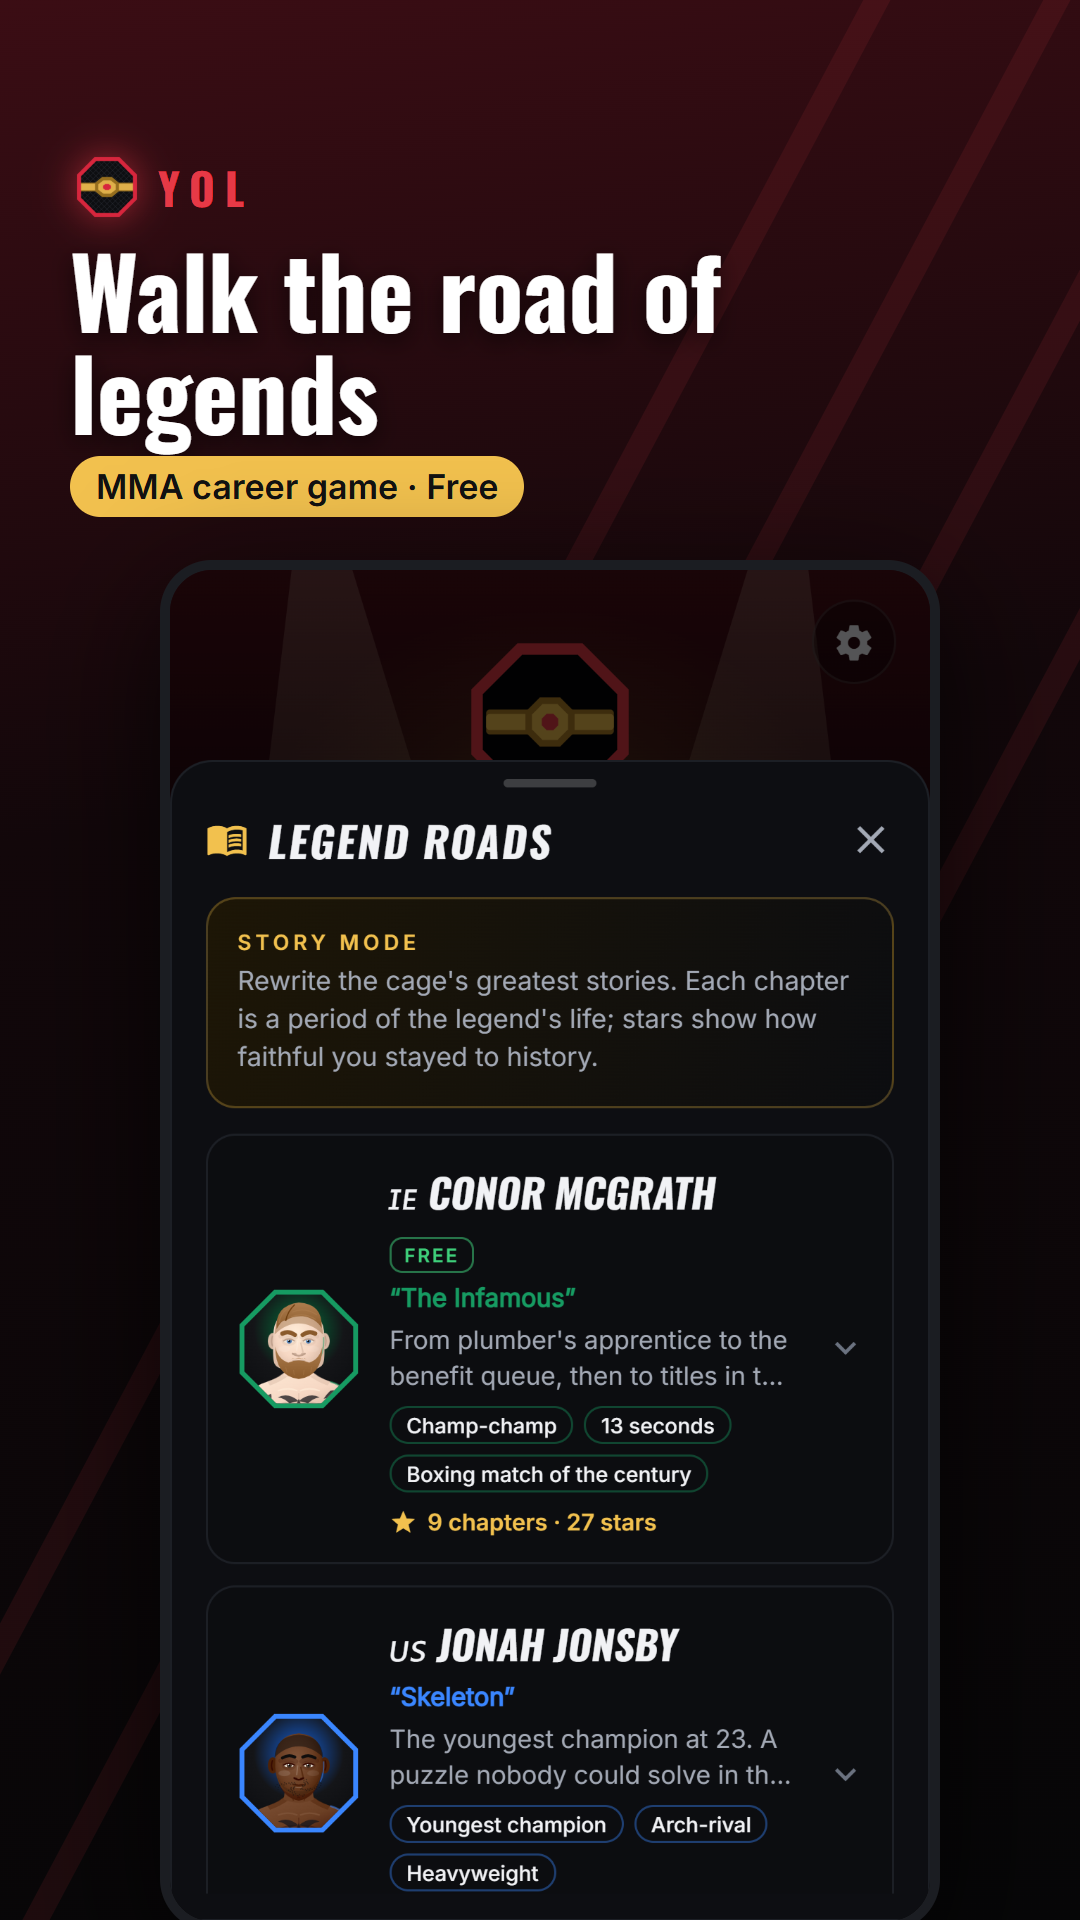 YOL
Walk the road of
legends
MMA career game · Free
LEGEND ROADS
STORY MODE
Rewrite the cage's greatest stories. Each chapter
is a period of the legend's life; stars show how
faithful you stayed to history.
IE CONOR MCGRATH
FREE
“The Infamous”
From plumber's apprentice to the
benefit queue, then to titles in t...
Champ-champ 13 seconds
Boxing match of the century
9 chapters · 27 stars
US JONAH JONSBY
“Skeleton”
The youngest champion at 23. A
puzzle nobody could solve in th...
Youngest champion Arch-rival
Heavyweight